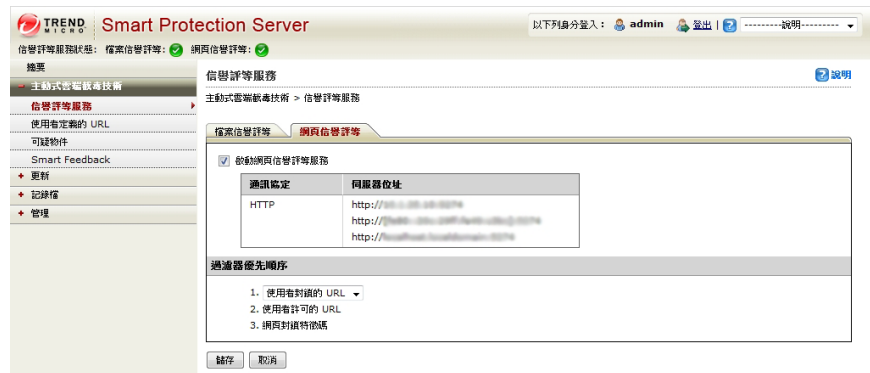 TREND MICRO Smart Protection Server 以下列身分登入： admin 登出 | ---------說明---------
信譽評等服務狀態： 檔案信譽評等： 網頁信譽評等：
摘要
主動式雲端截毒技術
信譽評等服務
使用者定義的 URL
可疑物件
Smart Feedback
更新
記錄檔
管理
信譽評等服務 說明
主動式雲端截毒技術 > 信譽評等服務
檔案信譽評等 網頁信譽評等
啟動網頁信譽評等服務
通訊協定 伺服器位址
HTTP http://
http://
http://
過濾器優先順序
1. 使用者封鎖的 URL
2. 使用者許可的 URL
3. 網頁封鎖特徵碼
儲存 取消